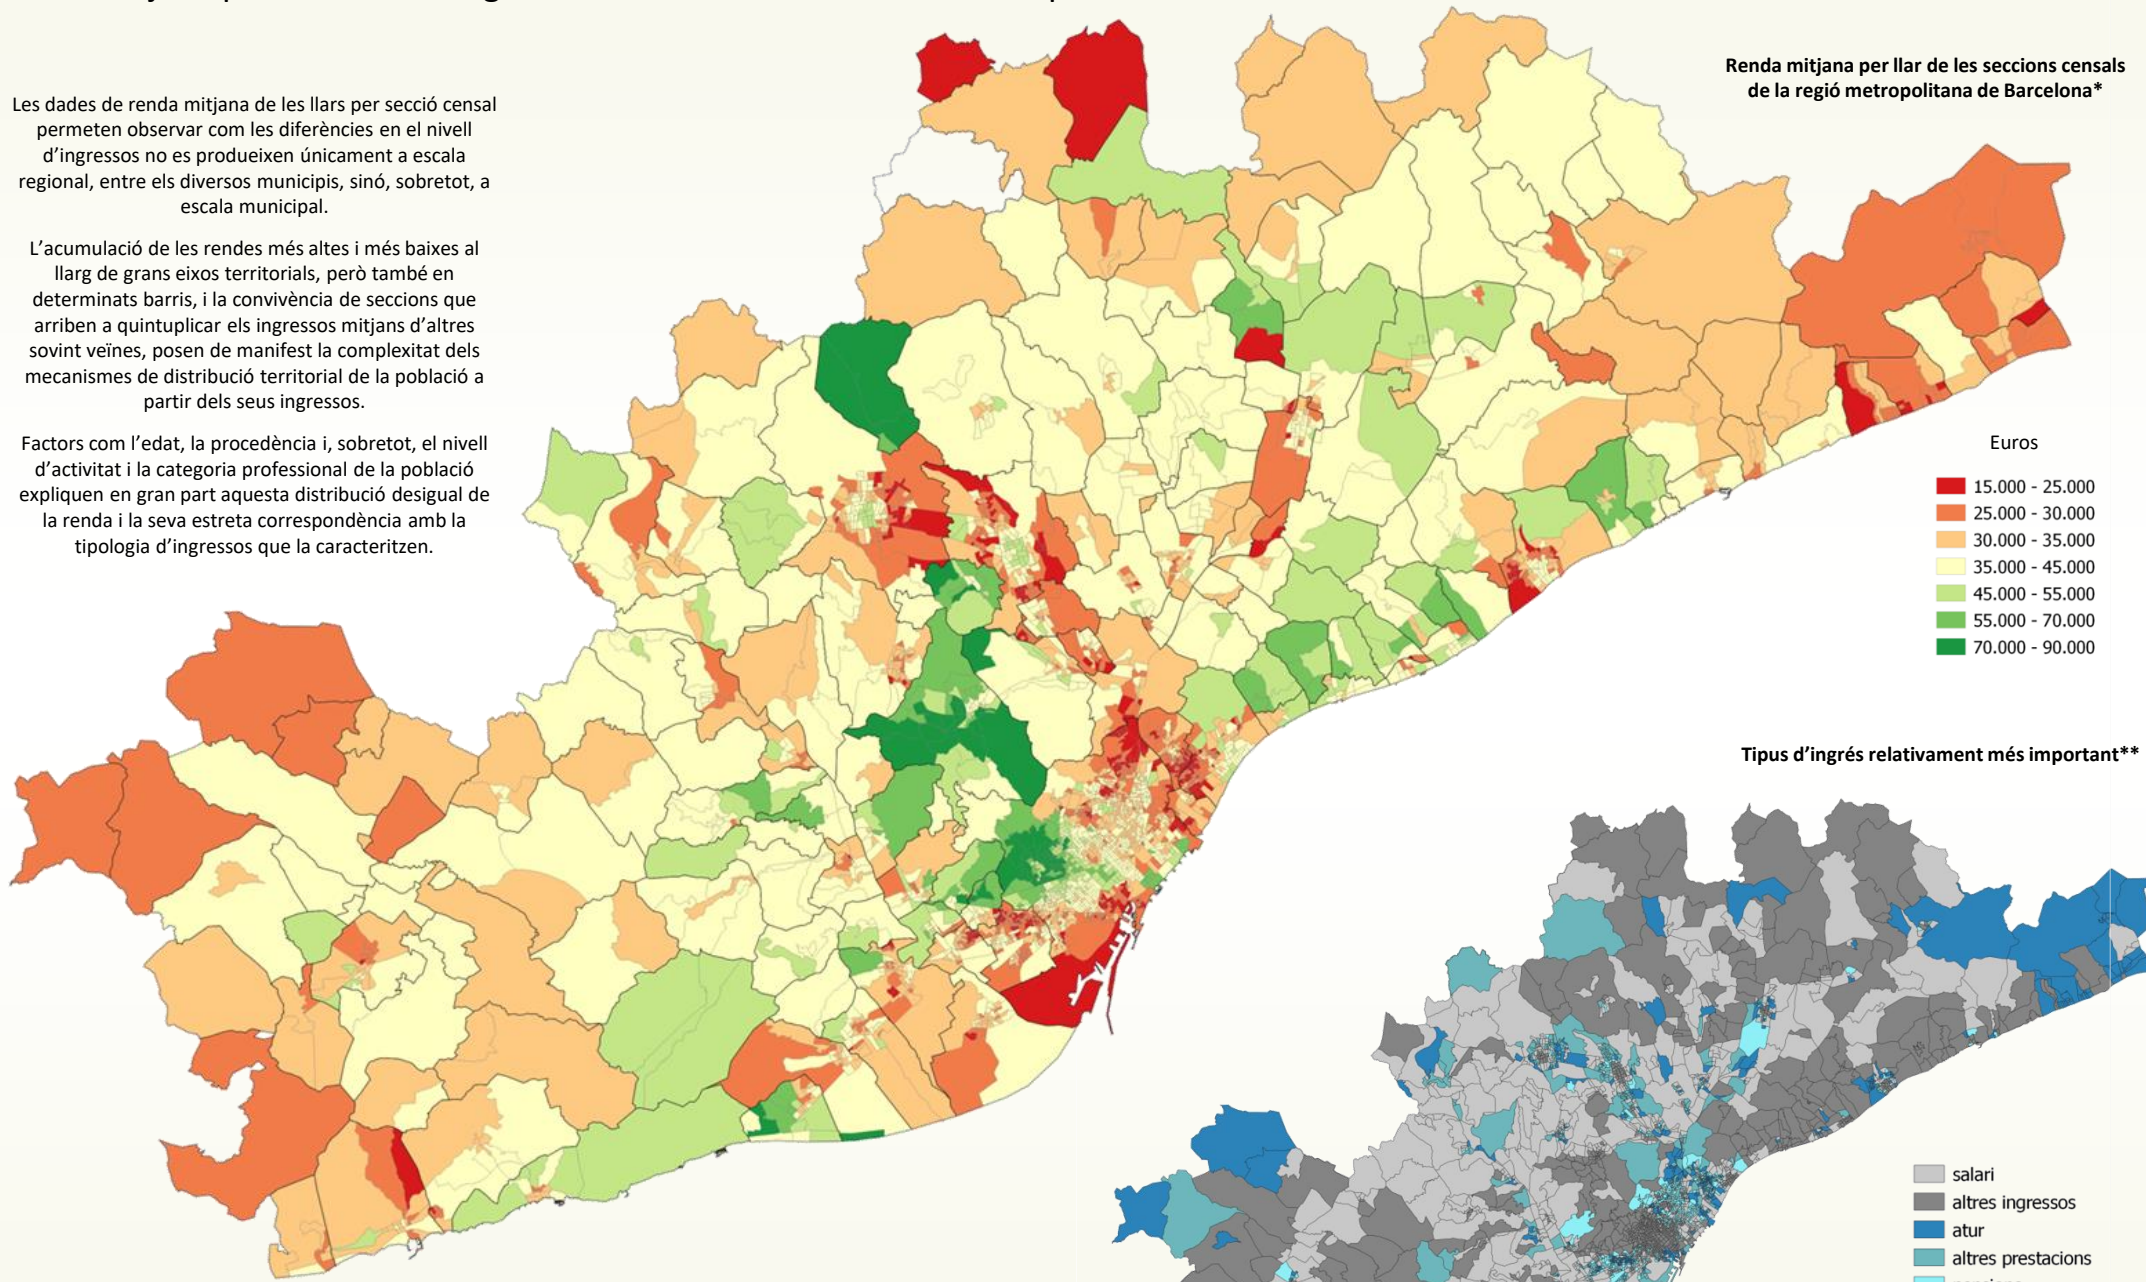 Les dades de renda mitjana de les llars per secció censal
permeten observar com les diferències en el nivell
d'ingressos no es produeixen únicament a escala
regional, entre els diversos municipis, sinó, sobretot, a
escala municipal.
L'acumulació de les rendes més altes i més baixes al
llarg de grans eixos territorials, però també en
determinats barris, i la convivència de seccions que
arriben a quintuplicar els ingressos mitjans d'altres
sovint veïnes, posen de manifest la complexitat dels
mecanismes de distribució territorial de la població a
partir dels seus ingressos.
Factors com l'edat, la procedència i, sobretot, el nivell
d'activitat i la categoria professional de la població
expliquen en gran part aquesta distribució desigual de
la renda i la seva estreta correspondència amb la
tipologia d'ingressos que la caracteritzen.
Renda mitjana per llar de les seccions censals
de la regió metropolitana de Barcelona*
Euros
15.000 - 25.000
25.000 - 30.000
30.000 - 35.000
35.000 - 45.000
45.000 - 55.000
55.000 - 70.000
70.000 - 90.000
Tipus d'ingrés relativament més important**
salari
altres ingressos
atur
altres prestacions